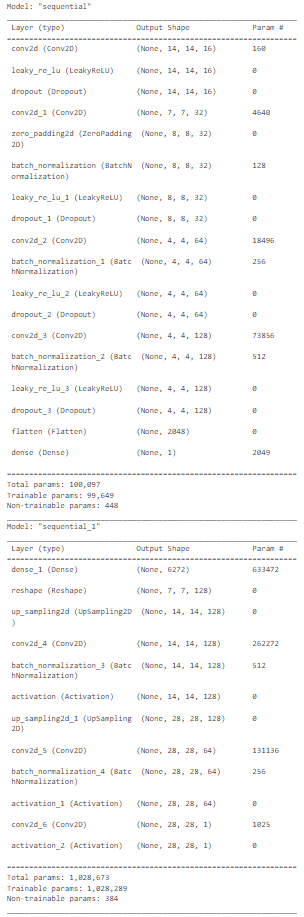 Model: "sequential"
Layer (type) Output Shape Param #
conv2d (Conv2D) (None, 14, 14, 16) 160
leaky_re_lu (LeakyReLU) (None, 14, 14, 16) 0
dropout (Dropout) (None, 14, 14, 16) 0
conv2d_1 (Conv2D) (None, 7, 7, 32) 4640
zero_padding2d (ZeroPadding (None, 8, 8, 32) 0
2D)
batch_normalization (BatchN (None, 8, 8, 32) 128
ormalization)
leaky_re_lu_1 (LeakyReLU) (None, 8, 8, 32) 0
dropout_1 (Dropout) (None, 8, 8, 32) 0
conv2d_2 (Conv2D) (None, 4, 4, 64) 18496
batch_normalization_1 (Batc (None, 4, 4, 64) 256
hNormalization)
leaky_re_lu_2 (LeakyReLU) (None, 4, 4, 64) 0
dropout_2 (Dropout) (None, 4, 4, 64) 0
conv2d_3 (Conv2D) (None, 4, 4, 128) 73856
batch_normalization_2 (Batc (None, 4, 4, 128) 512
hNormalization)
leaky_re_lu_3 (LeakyReLU) (None, 4, 4, 128) 0
dropout_3 (Dropout) (None, 4, 4, 128) 0
flatten (Flatten) (None, 2048) 0
dense (Dense) (None, 1) 2049
Total params: 100,097
Trainable params: 99,649
Non-trainable params: 448
Model: "sequential_1"
Layer (type) Output Shape Param #
dense_1 (Dense) (None, 6272) 633472
reshape (Reshape) (None, 7, 7, 128) 0
up_sampling2d (UpSampling2D (None, 14, 14, 128) 0
)
conv2d_4 (Conv2D) (None, 14, 14, 128) 262272
batch_normalization_3 (Batc (None, 14, 14, 128) 512
hNormalization)
activation (Activation) (None, 14, 14, 128) 0
up_sampling2d_1 (UpSampling (None, 28, 28, 128) 0
2D)
conv2d_5 (Conv2D) (None, 28, 28, 64) 131136
batch_normalization_4 (Batc (None, 28, 28, 64) 256
hNormalization)
activation_1 (Activation) (None, 28, 28, 64) 0
conv2d_6 (Conv2D) (None, 28, 28, 1) 1025
activation_2 (Activation) (None, 28, 28, 1) 0
Total params: 1,028,673
Trainable params: 1,028,289
Non-trainable params: 384